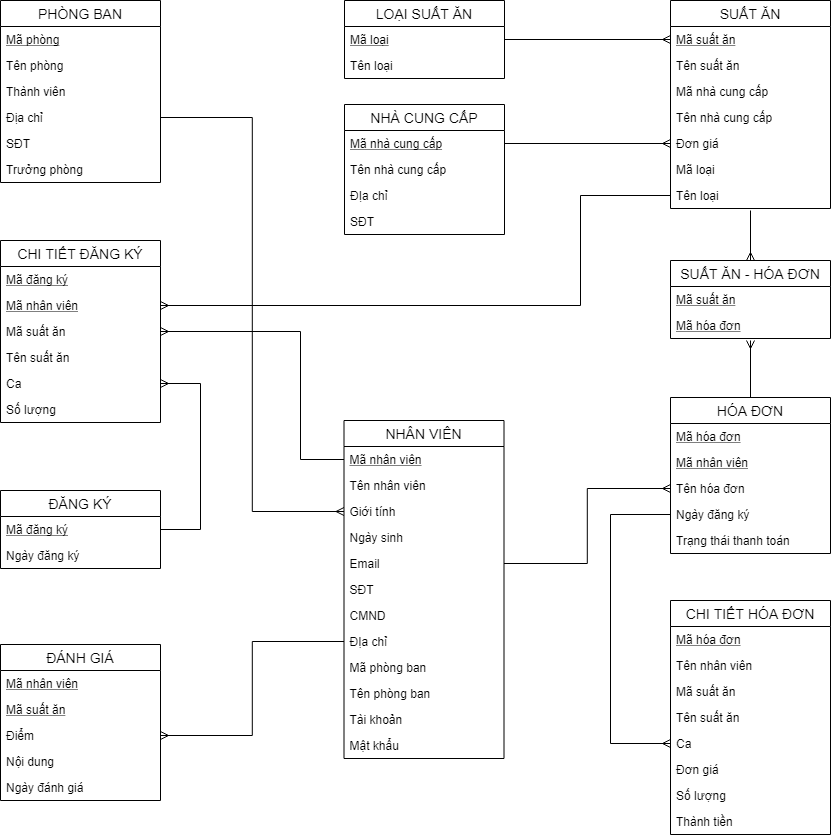 PHÒNG BAN
Mã phòng
Tên phòng
Thành viên
Địa chỉ
SĐT
Trưởng phòng
LOẠI SUẤT ĂN
Mã loại
Tên loại
SUẤT ĂN
Mã suất ăn
Tên suất ăn
Mã nhà cung cấp
Tên nhà cung cấp
Đơn giá
Mã loại
Tên loại
NHÀ CUNG CẤP
Mã nhà cung cấp
Tên nhà cung cấp
Địa chỉ
SĐT
CHI TIẾT ĐĂNG KÝ
Mã đăng ký
Mã nhân viên
Mã suất ăn
Tên suất ăn
Ca
Số lượng
SUẤT ĂN - HÓA ĐƠN
Mã suất ăn
Mã hóa đơn
NHÂN VIÊN
Mã nhân viên
Tên nhân viên
Giới tính
Ngày sinh
Email
SĐT
CMND
Địa chỉ
Mã phòng ban
Tên phòng ban
Tài khoản
Mật khẩu
HÓA ĐƠN
Mã hóa đơn
Mã nhân viên
Tên hóa đơn
Ngày đăng ký
Trạng thái thanh toán
ĐĂNG KÝ
Mã đăng ký
Ngày đăng ký
ĐÁNH GIÁ
Mã nhân viên
Mã suất ăn
Điểm
Nội dung
Ngày đánh giá
CHI TIẾT HÓA ĐƠN
Mã hóa đơn
Tên nhân viên
Mã suất ăn
Tên suất ăn
Ca
Đơn giá
Số lượng
Thành tiền